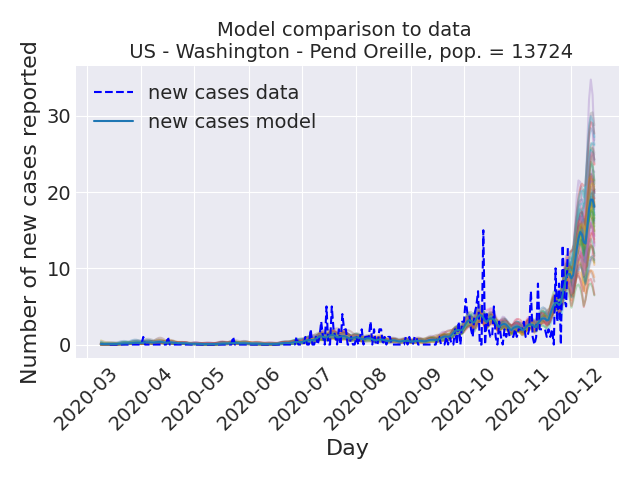 Model comparison to data
US - Washington - Pend Oreille, pop. = 13724
Number of new cases reported
30
20
10
0
new cases data
new cases model
2020-03
2020-04
2020-05
2020-06
2020-07
2020-08
2020-09
2020-10
2020-11
2020-12
Day